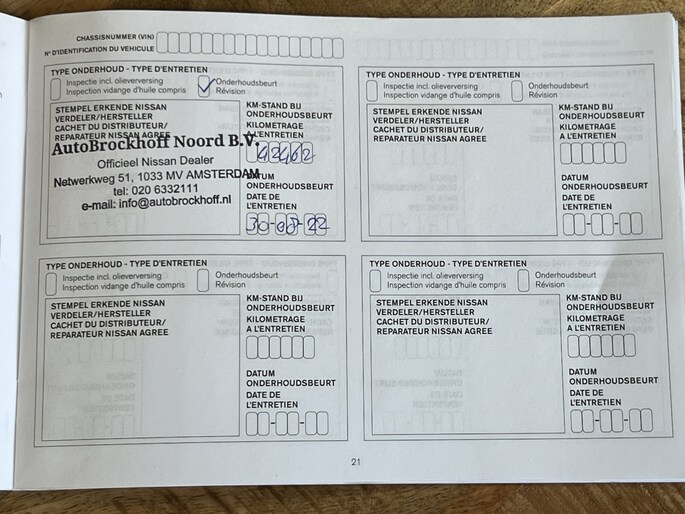 CHASSISNUMMER (VIN)
N° D'IDENTIFICATION DU VEHICULE
TYPE ONDERHOUD - TYPE D'ENTRETIEN
Inspectie incl. olieverversing
Inspection vidange d'huile compris
Onderhoudsbeurt
Révision
STEMPEL ERKENDE NISSAN
VERDELER/HERSTELLER
CACHET DU DISTRIBUTEUR/
REPARATEUR NISSAN AGREE
AutoBrockhoff Noord B.V.
Officieel Nissan Dealer
Netwerkweg 51, 1033 MV AMSTERDAM
tel: 020 6332111
e-mail: info@autobrockhoff.nl
KM-STAND BIJ
ONDERHOUDSBEURT
KILOMETRAGE
A L'ENTRETIEN
42462
DATUM
ONDERHOUDSBEURT
DATE DE
L'ENTRETIEN
30-08-22
TYPE ONDERHOUD - TYPE D'ENTRETIEN
Inspectie incl. olieverversing
Inspection vidange d'huile compris
Onderhoudsbeurt
Révision
STEMPEL ERKENDE NISSAN
VERDELER/HERSTELLER
CACHET DU DISTRIBUTEUR/
REPARATEUR NISSAN AGREE
KM-STAND BIJ
ONDERHOUDSBEURT
KILOMETRAGE
A L'ENTRETIEN
DATUM
ONDERHOUDSBEURT
DATE DE
L'ENTRETIEN
TYPE ONDERHOUD - TYPE D'ENTRETIEN
Inspectie incl. olieverversing
Inspection vidange d'huile compris
Onderhoudsbeurt
Révision
STEMPEL ERKENDE NISSAN
VERDELER/HERSTELLER
CACHET DU DISTRIBUTEUR/
REPARATEUR NISSAN AGREE
KM-STAND BIJ
ONDERHOUDSBEURT
KILOMETRAGE
A L'ENTRETIEN
DATUM
ONDERHOUDSBEURT
DATE DE
L'ENTRETIEN
TYPE ONDERHOUD - TYPE D'ENTRETIEN
Inspectie incl. olieverversing
Inspection vidange d'huile compris
Onderhoudsbeurt
Révision
STEMPEL ERKENDE NISSAN
VERDELER/HERSTELLER
CACHET DU DISTRIBUTEUR/
REPARATEUR NISSAN AGREE
KM-STAND BIJ
ONDERHOUDSBEURT
KILOMETRAGE
A L'ENTRETIEN
DATUM
ONDERHOUDSBEURT
DATE DE
L'ENTRETIEN
21